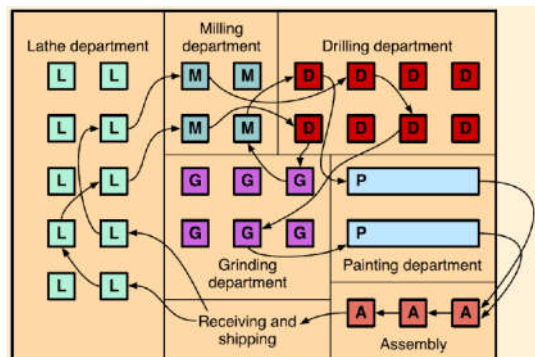 Lathe department
Milling
department
Drilling department
L L M M D D D D
L L M M D D D D
L L G G G P
L L G G G P
Grinding
department
Painting department
L L
Receiving and
shipping
A A A
Assembly